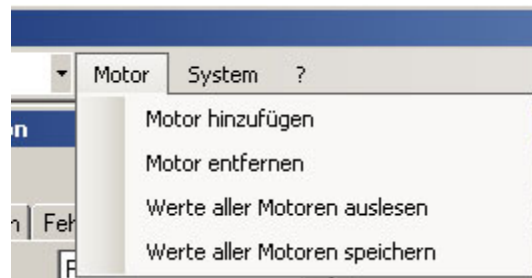 Motor System ?
Motor hinzufügen
Motor entfernen
Werte aller Motoren auslesen
Werte aller Motoren speichern